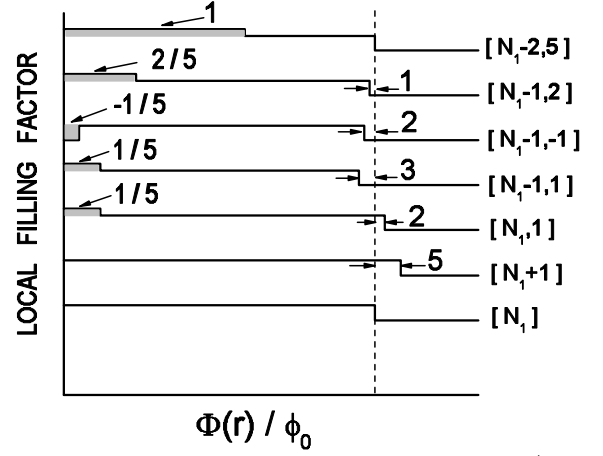 1
[ N₁-2,5]
2/5
1
[ N₁-1,2]
-1/5
2
[ N₁-1,-1]
1/5
3
[ N₁-1,1]
1/5
2
[ N₁,1]
5
[ N₁+1]
[ N₁]
LOCAL FILLING FACTOR
Φ(r) / ϕ₀